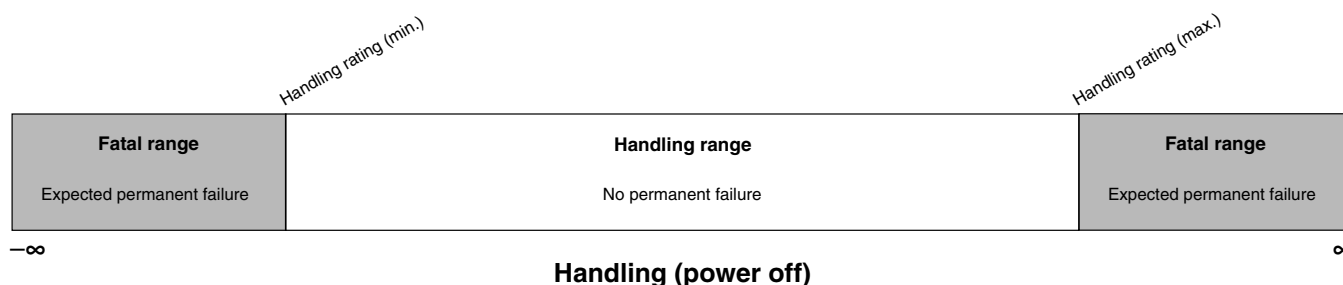 Handling rating (min.)
Handling rating (max.)
Fatal range
Handling range
Fatal range
Expected permanent failure
No permanent failure
Expected permanent failure
–∞
∞
Handling (power off)